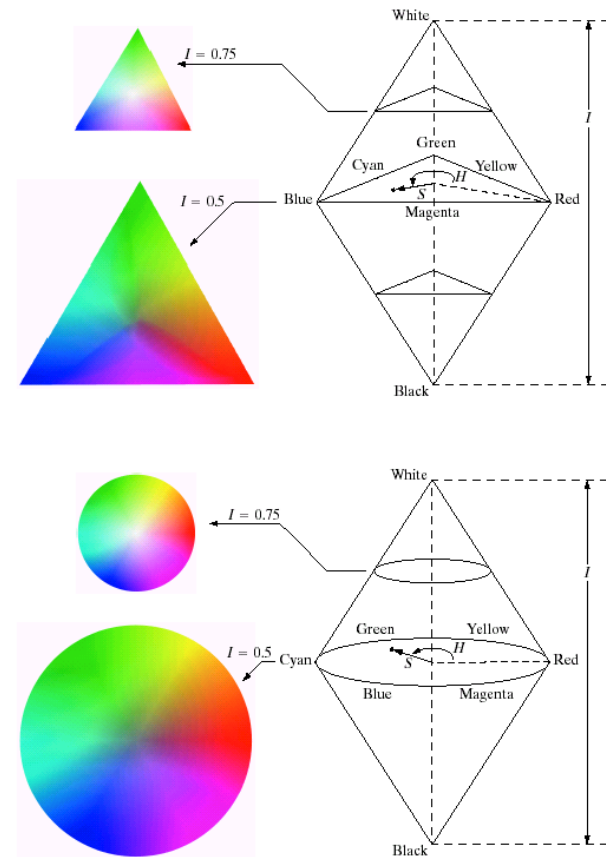 White
I = 0.75
I
Green
Cyan
Yellow
H
S
I = 0.5
Blue
Red
Magenta
Black
White
I = 0.75
I
Green
Yellow
H
S
I = 0.5
Cyan
Red
Blue
Magenta
Black